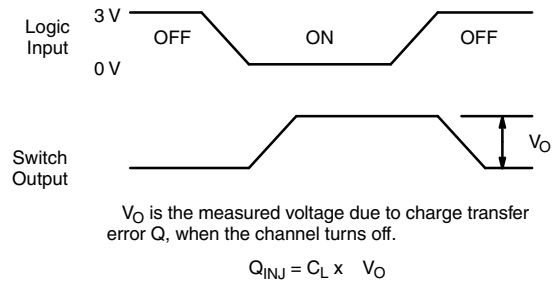 3 V
Logic
Input
OFF
ON
OFF
0 V
Switch
Output
VO
VO is the measured voltage due to charge transfer
error Q, when the channel turns off.
QINJ = CL x VO